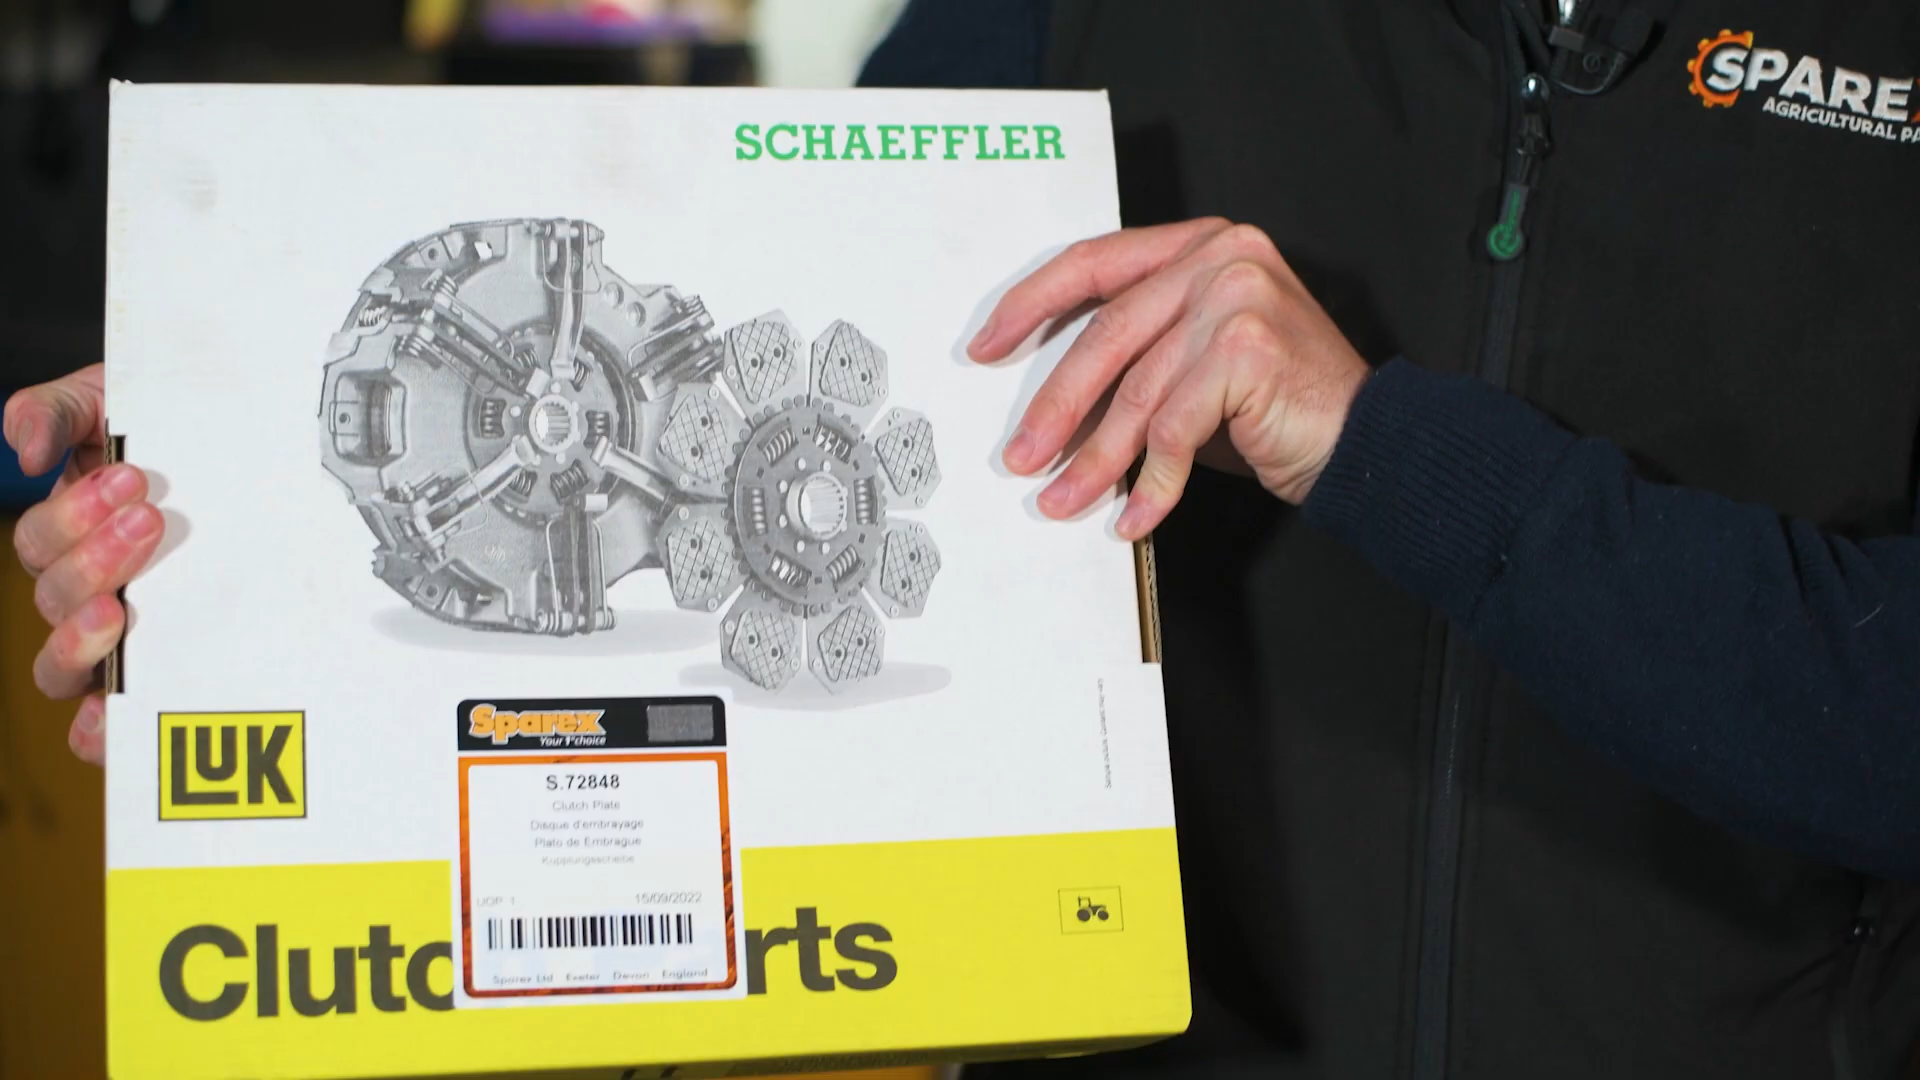 SCHAEFFLER
SPARE
AGRICULTURAL PA
LUK
Sparex
Your 1st choice
S.72848
Clutch Plate
Disque d'embrayage
Plato de Embrague
Kupplungsscheibe
UOP 1
15/09/2022
Sparex Ltd Exeter Devon England
Clutc rts